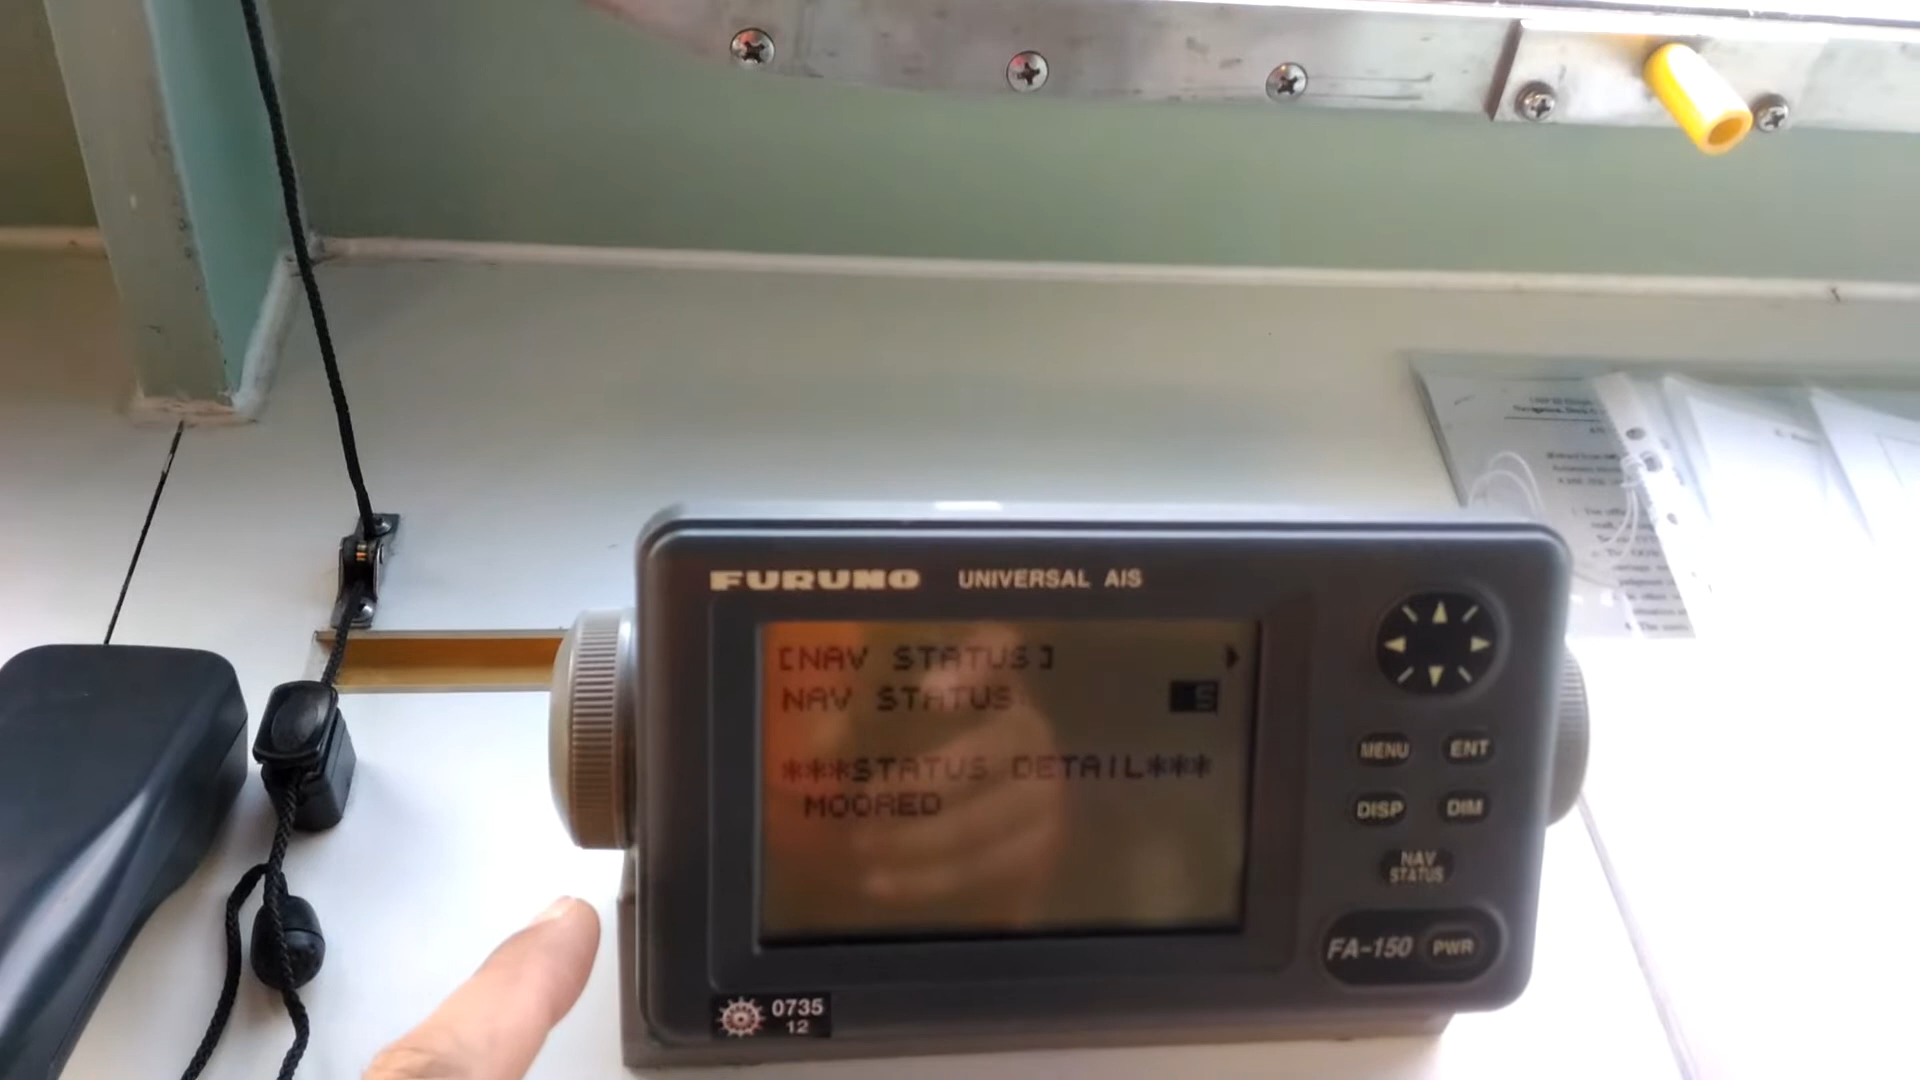 FURUNO UNIVERSAL AIS
[NAV STATUS]
NAV STATUS: 5
***STATUS DETAIL***
MOORED
MENU ENT
DISP DIM
NAV
STATUS
FA-150 PWR
0735
12